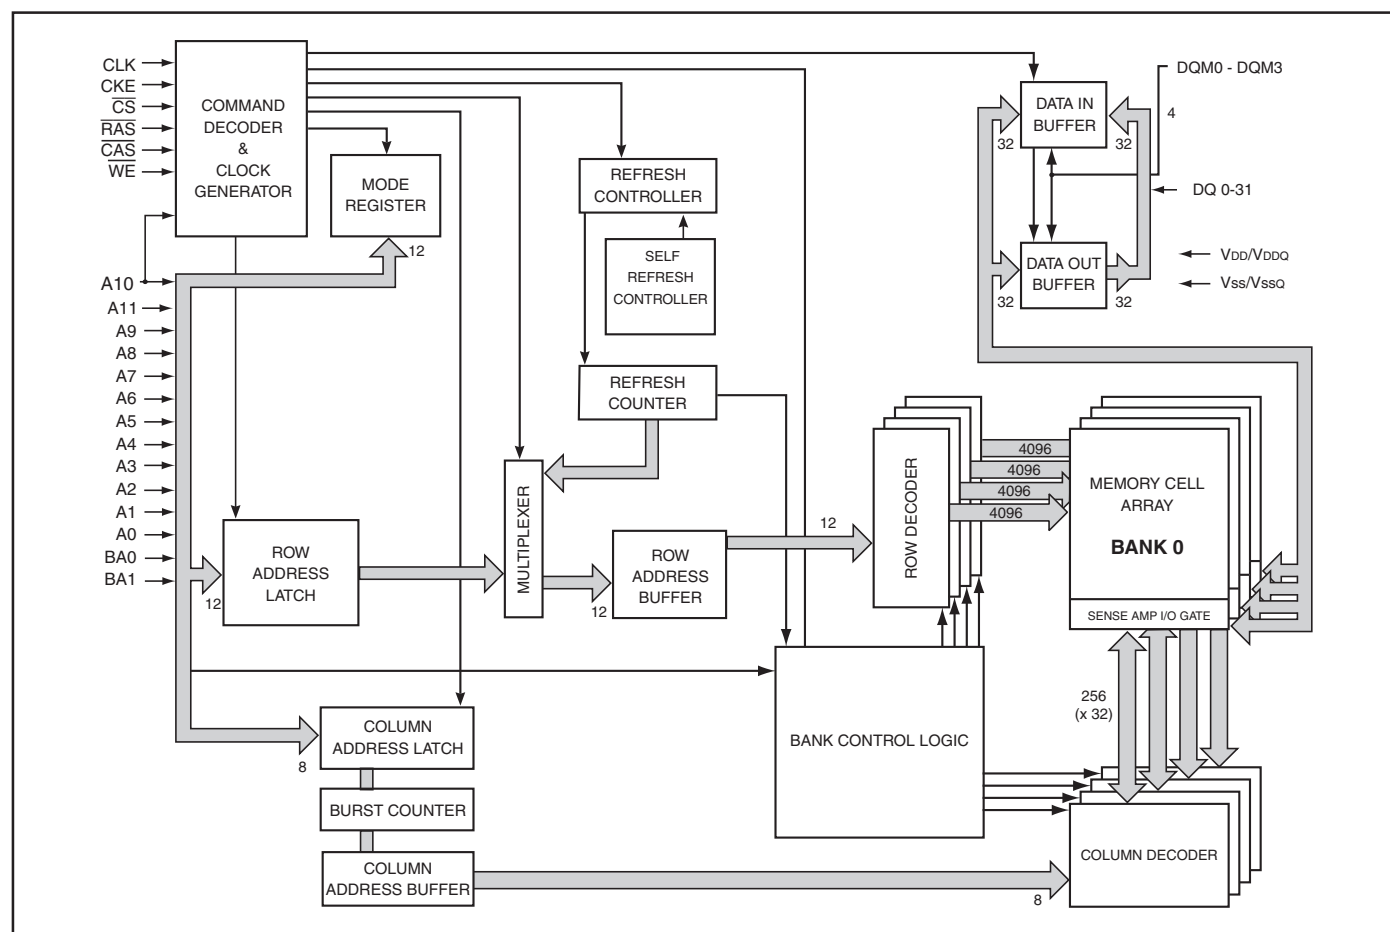 CLK
CKE
C̅S̅
R̅A̅S̅
C̅A̅S̅
W̅E̅
A10
A11
A9
A8
A7
A6
A5
A4
A3
A2
A1
A0
BA0
BA1
COMMAND
DECODER
&
CLOCK
GENERATOR
MODE
REGISTER
12
REFRESH
CONTROLLER
SELF
REFRESH
CONTROLLER
REFRESH
COUNTER
DATA IN
BUFFER
32
32
DQM0 - DQM3
4
DQ 0-31
DATA OUT
BUFFER
32
32
VDD/VDDQ
Vss/VssQ
12
ROW
ADDRESS
LATCH
MULTIPLEXER
12
ROW
ADDRESS
BUFFER
12
ROW DECODER
4096
4096
4096
4096
MEMORY CELL
ARRAY
BANK 0
SENSE AMP I/O GATE
256
(x 32)
BANK CONTROL LOGIC
8
COLUMN
ADDRESS LATCH
BURST COUNTER
COLUMN
ADDRESS BUFFER
8
COLUMN DECODER